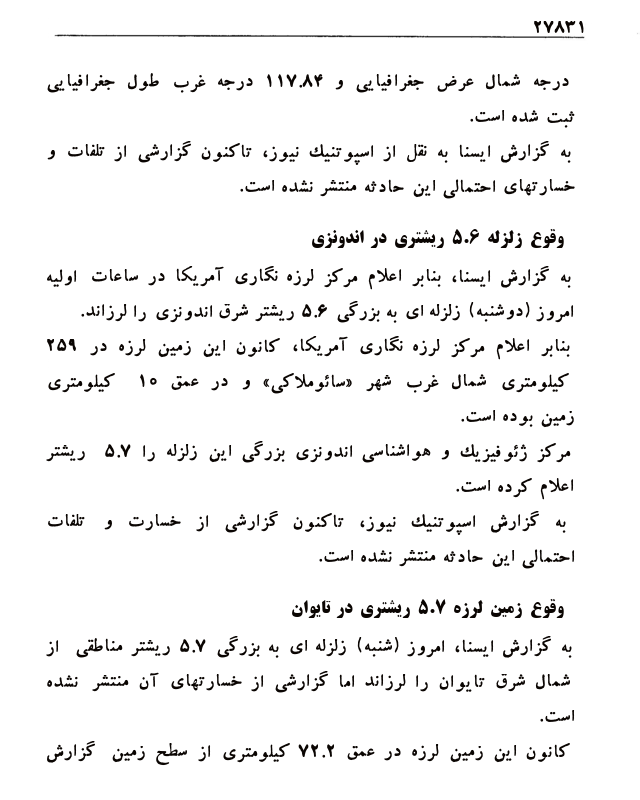 ۲۷۸۳۱
درجه شمال عرض جغرافیایی و ۱۱۷.۸۴ درجه غرب طول جغرافیایی
ثبت شده است.
به گزارش ایسنا به نقل از اسپوتنیك نیوز، تاکنون گزارشی از تلفات و
خسارتهای احتمالی این حادثه منتشر نشده است.
وقوع زلزله ۵.۶ ریشتری در اندونزی
به گزارش ایسنا، بنابر اعلام مرکز لرزه نگاری آمریکا در ساعات اولیه
امروز (دوشنبه) زلزله ای به بزرگی ۵.۶ ریشتر شرق اندونزی را لرزاند.
بنابر اعلام مرکز لرزه نگاری آمریکا، کانون این زمین لرزه در ۲۵۹
کیلومتری شمال غرب شهر «سائوملاکی» و در عمق ۱۰ کیلومتری
زمین بوده است.
مرکز ژئوفیزیك و هواشناسی اندونزی بزرگی این زلزله را ۵.۷ ریشتر
اعلام کرده است.
به گزارش اسپوتنیك نیوز، تاکنون گزارشی از خسارت و تلفات
احتمالی این حادثه منتشر نشده است.
وقوع زمین لرزه ۵.۷ ریشتری در تایوان
به گزارش ایسنا، امروز (شنبه) زلزله ای به بزرگی ۵.۷ ریشتر مناطقی از
شمال شرق تایوان را لرزاند اما گزارشی از خسارتهای آن منتشر نشده
است.
کانون این زمین لرزه در عمق ۷۲.۲ کیلومتری از سطح زمین گزارش